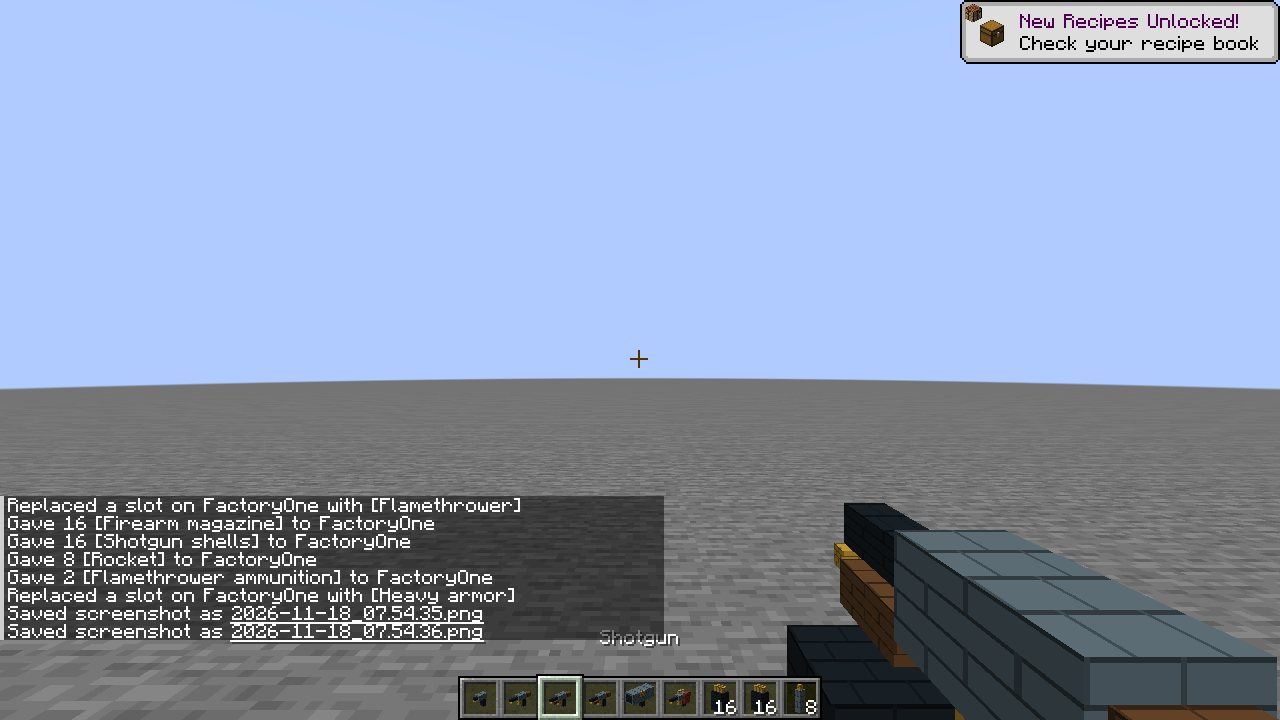 New Recipes Unlocked!
Check your recipe book
Replaced a slot on FactoryOne with [Flamethrower]
Gave 16 [Firearm magazine] to FactoryOne
Gave 16 [Shotgun shells] to FactoryOne
Gave 8 [Rocket] to FactoryOne
Gave 2 [Flamethrower ammunition] to FactoryOne
Replaced a slot on FactoryOne with [Heavy armor]
Saved screenshot as 2026-11-18_07.54.35.png
Saved screenshot as 2026-11-18_07.54.36.png
Shotgun
16 16 8